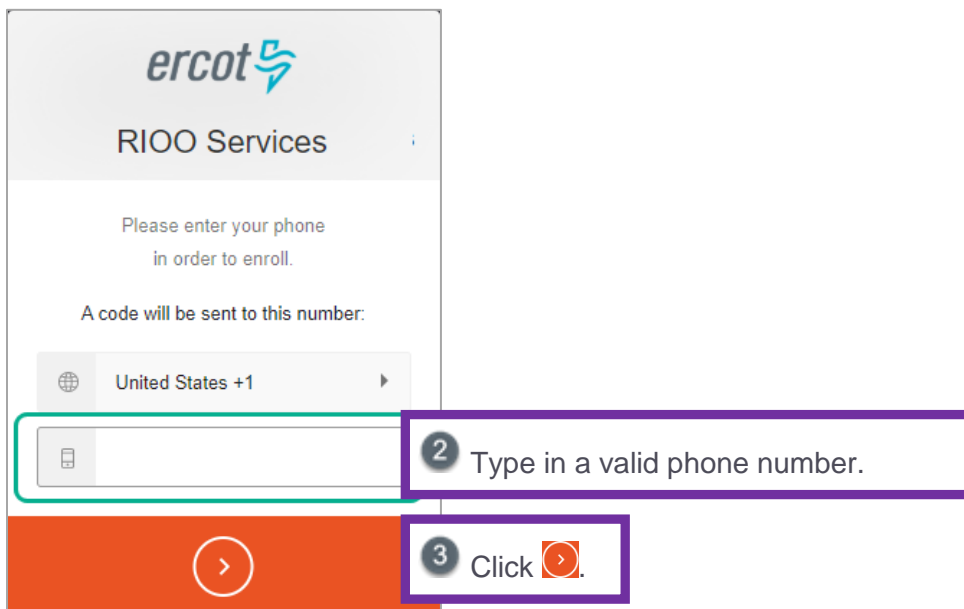 ercot
RIOO Services
Please enter your phone
in order to enroll.
A code will be sent to this number:
United States +1
2 Type in a valid phone number.
3 Click .